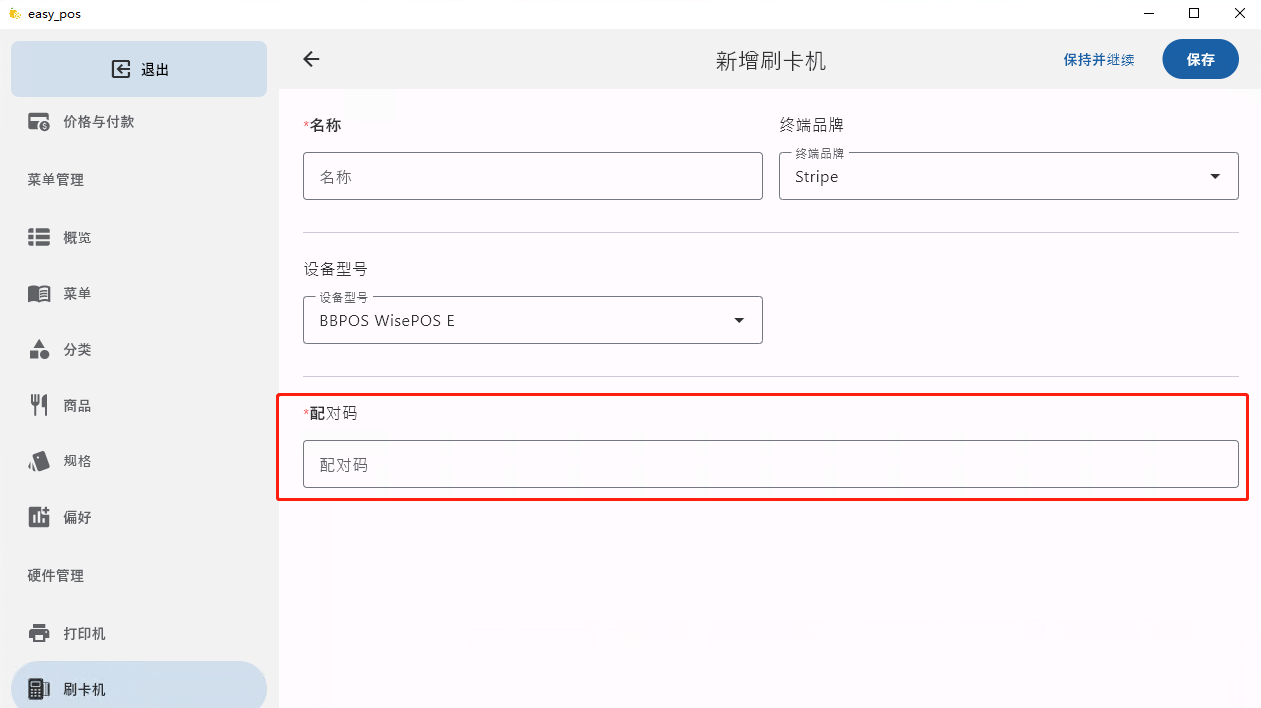 easy_pos
退出
价格与付款
菜单管理
概览
菜单
分类
商品
规格
偏好
硬件管理
打印机
刷卡机
新增刷卡机
保持并继续
保存
*名称
名称
终端品牌
终端品牌
Stripe
设备型号
设备型号
BBPOS WisePOS E
*配对码
配对码